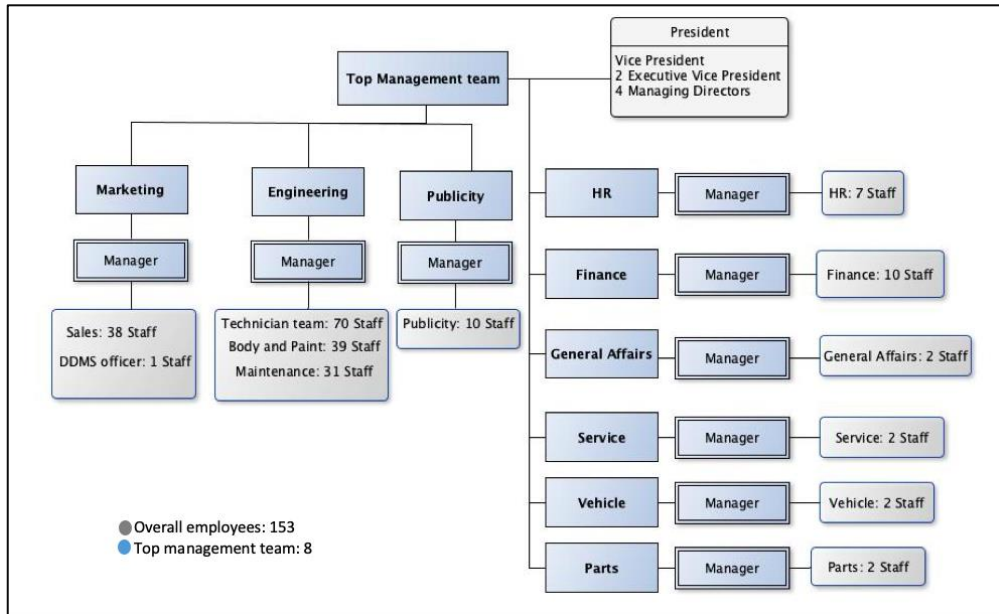 President
Vice President
2 Executive Vice President
4 Managing Directors
Top Management team
Marketing
Engineering
Publicity
Manager
Manager
Manager
Sales: 38 Staff
DDMS officer: 1 Staff
Technician team: 70 Staff
Body and Paint: 39 Staff
Maintenance: 31 Staff
Publicity: 10 Staff
HR
Manager
HR: 7 Staff
Finance
Manager
Finance: 10 Staff
General Affairs
Manager
General Affairs: 2 Staff
Service
Manager
Service: 2 Staff
Vehicle
Manager
Vehicle: 2 Staff
Parts
Manager
Parts: 2 Staff
Overall employees: 153
Top management team: 8